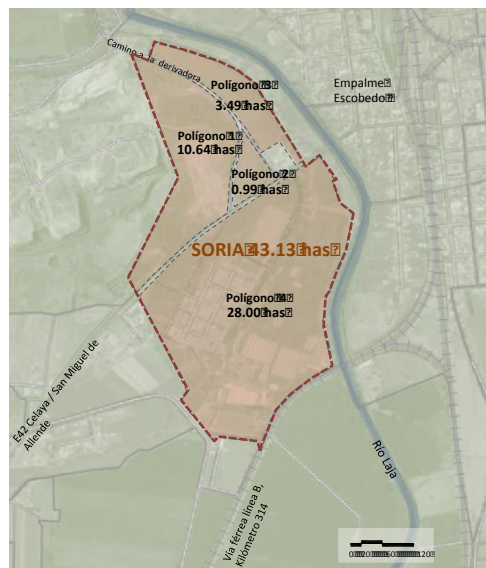 Camino a la derivadora
Polígono 3
3.49 has
Empalme
Escobedo
Polígono 1
10.64 has
Polígono 2
0.99 has
SORIA 43.13 has
Polígono 4
28.00 has
E42 Celaya / San Miguel de
Allende
Río Laja
Vía férrea línea B,
Kilómetro 314